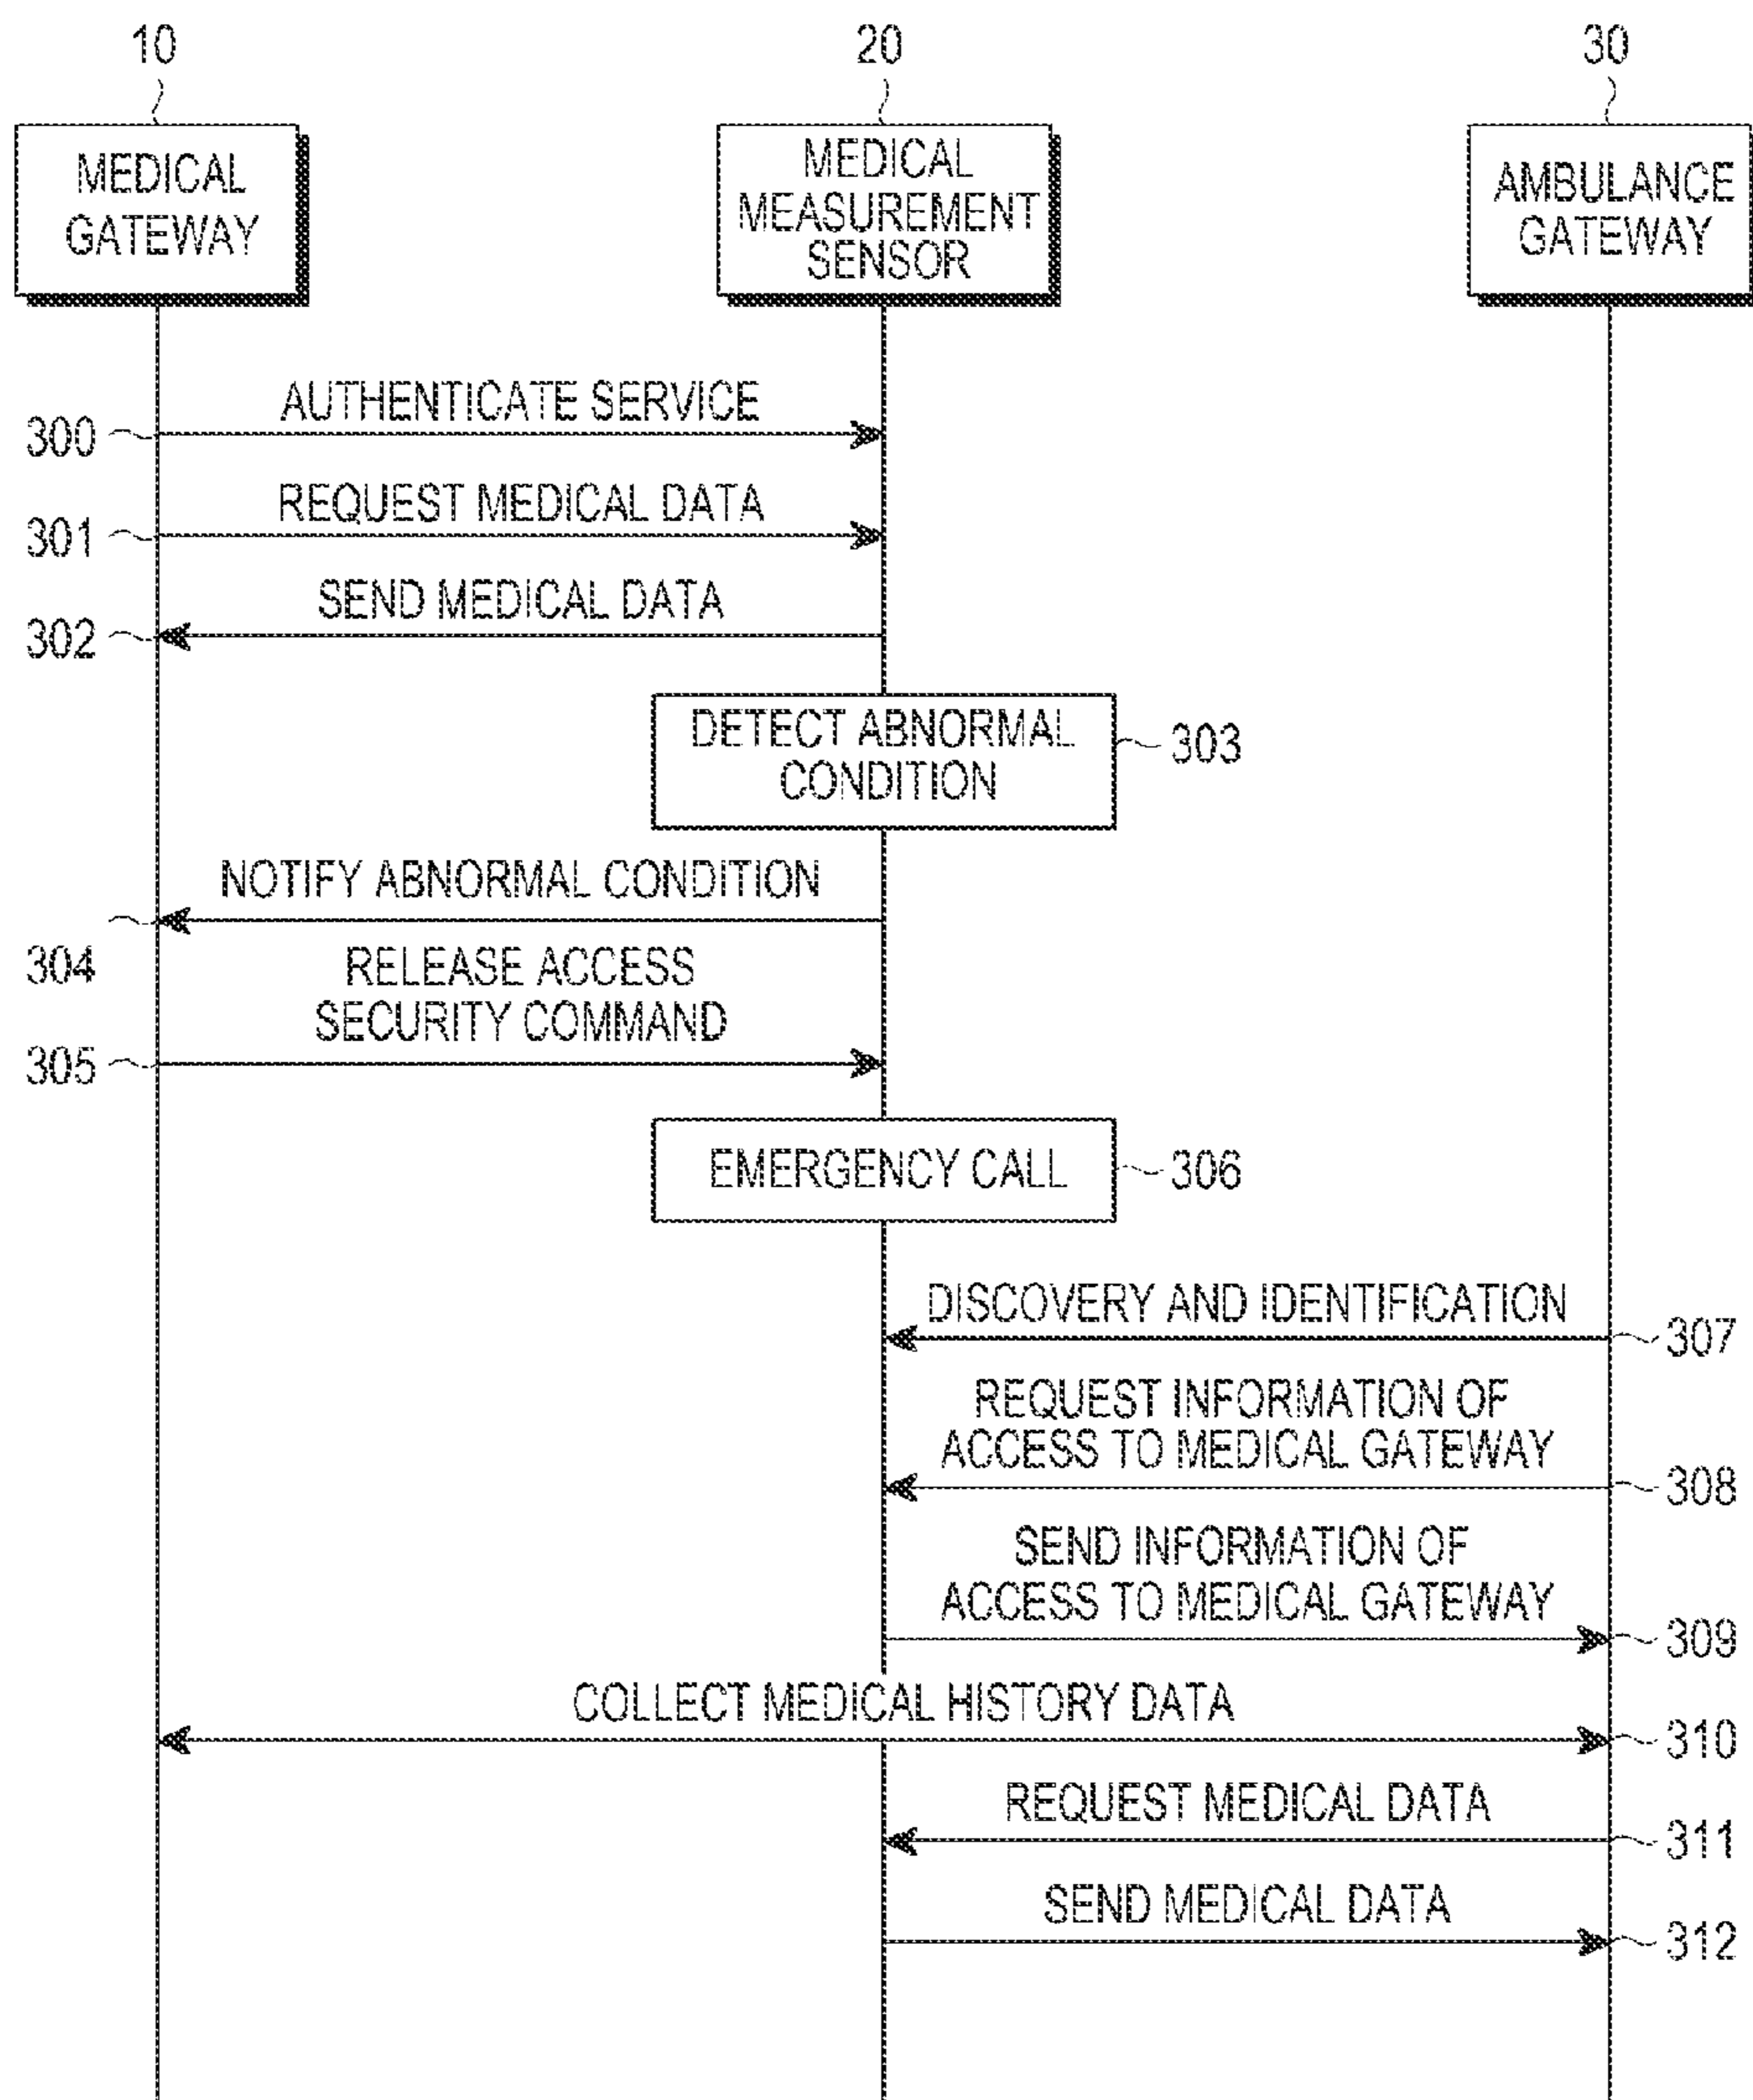 10
20
30
MEDICAL
GATEWAY
MEDICAL
MEASUREMENT
SENSOR
AMBULANCE
GATEWAY
AUTHENTICATE SERVICE
300
REQUEST MEDICAL DATA
301
SEND MEDICAL DATA
302
DETECT ABNORMAL
CONDITION
303
NOTIFY ABNORMAL CONDITION
304
RELEASE ACCESS
SECURITY COMMAND
305
EMERGENCY CALL
306
DISCOVERY AND IDENTIFICATION
307
REQUEST INFORMATION OF
ACCESS TO MEDICAL GATEWAY
308
SEND INFORMATION OF
ACCESS TO MEDICAL GATEWAY
309
COLLECT MEDICAL HISTORY DATA
310
REQUEST MEDICAL DATA
311
SEND MEDICAL DATA
312